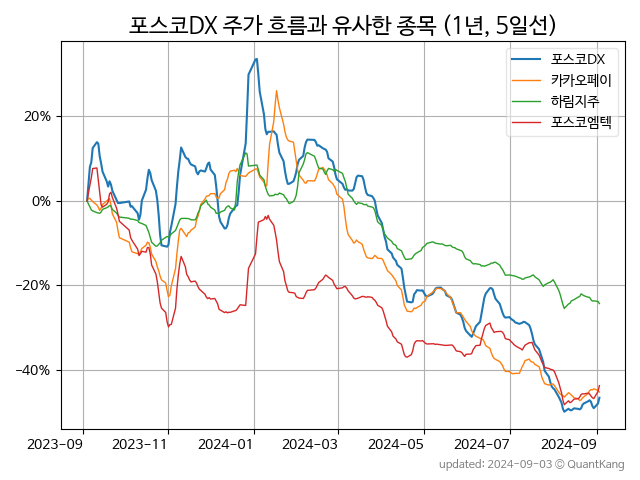 포스코DX 주가 흐름과 유사한 종목 (1년, 5일선)
포스코DX
카카오페이
하림지주
포스코엠텍
20%
0%
−20%
−40%
2023-09 2023-11 2024-01 2024-03 2024-05 2024-07 2024-09
updated: 2024-09-03 © QuantKang